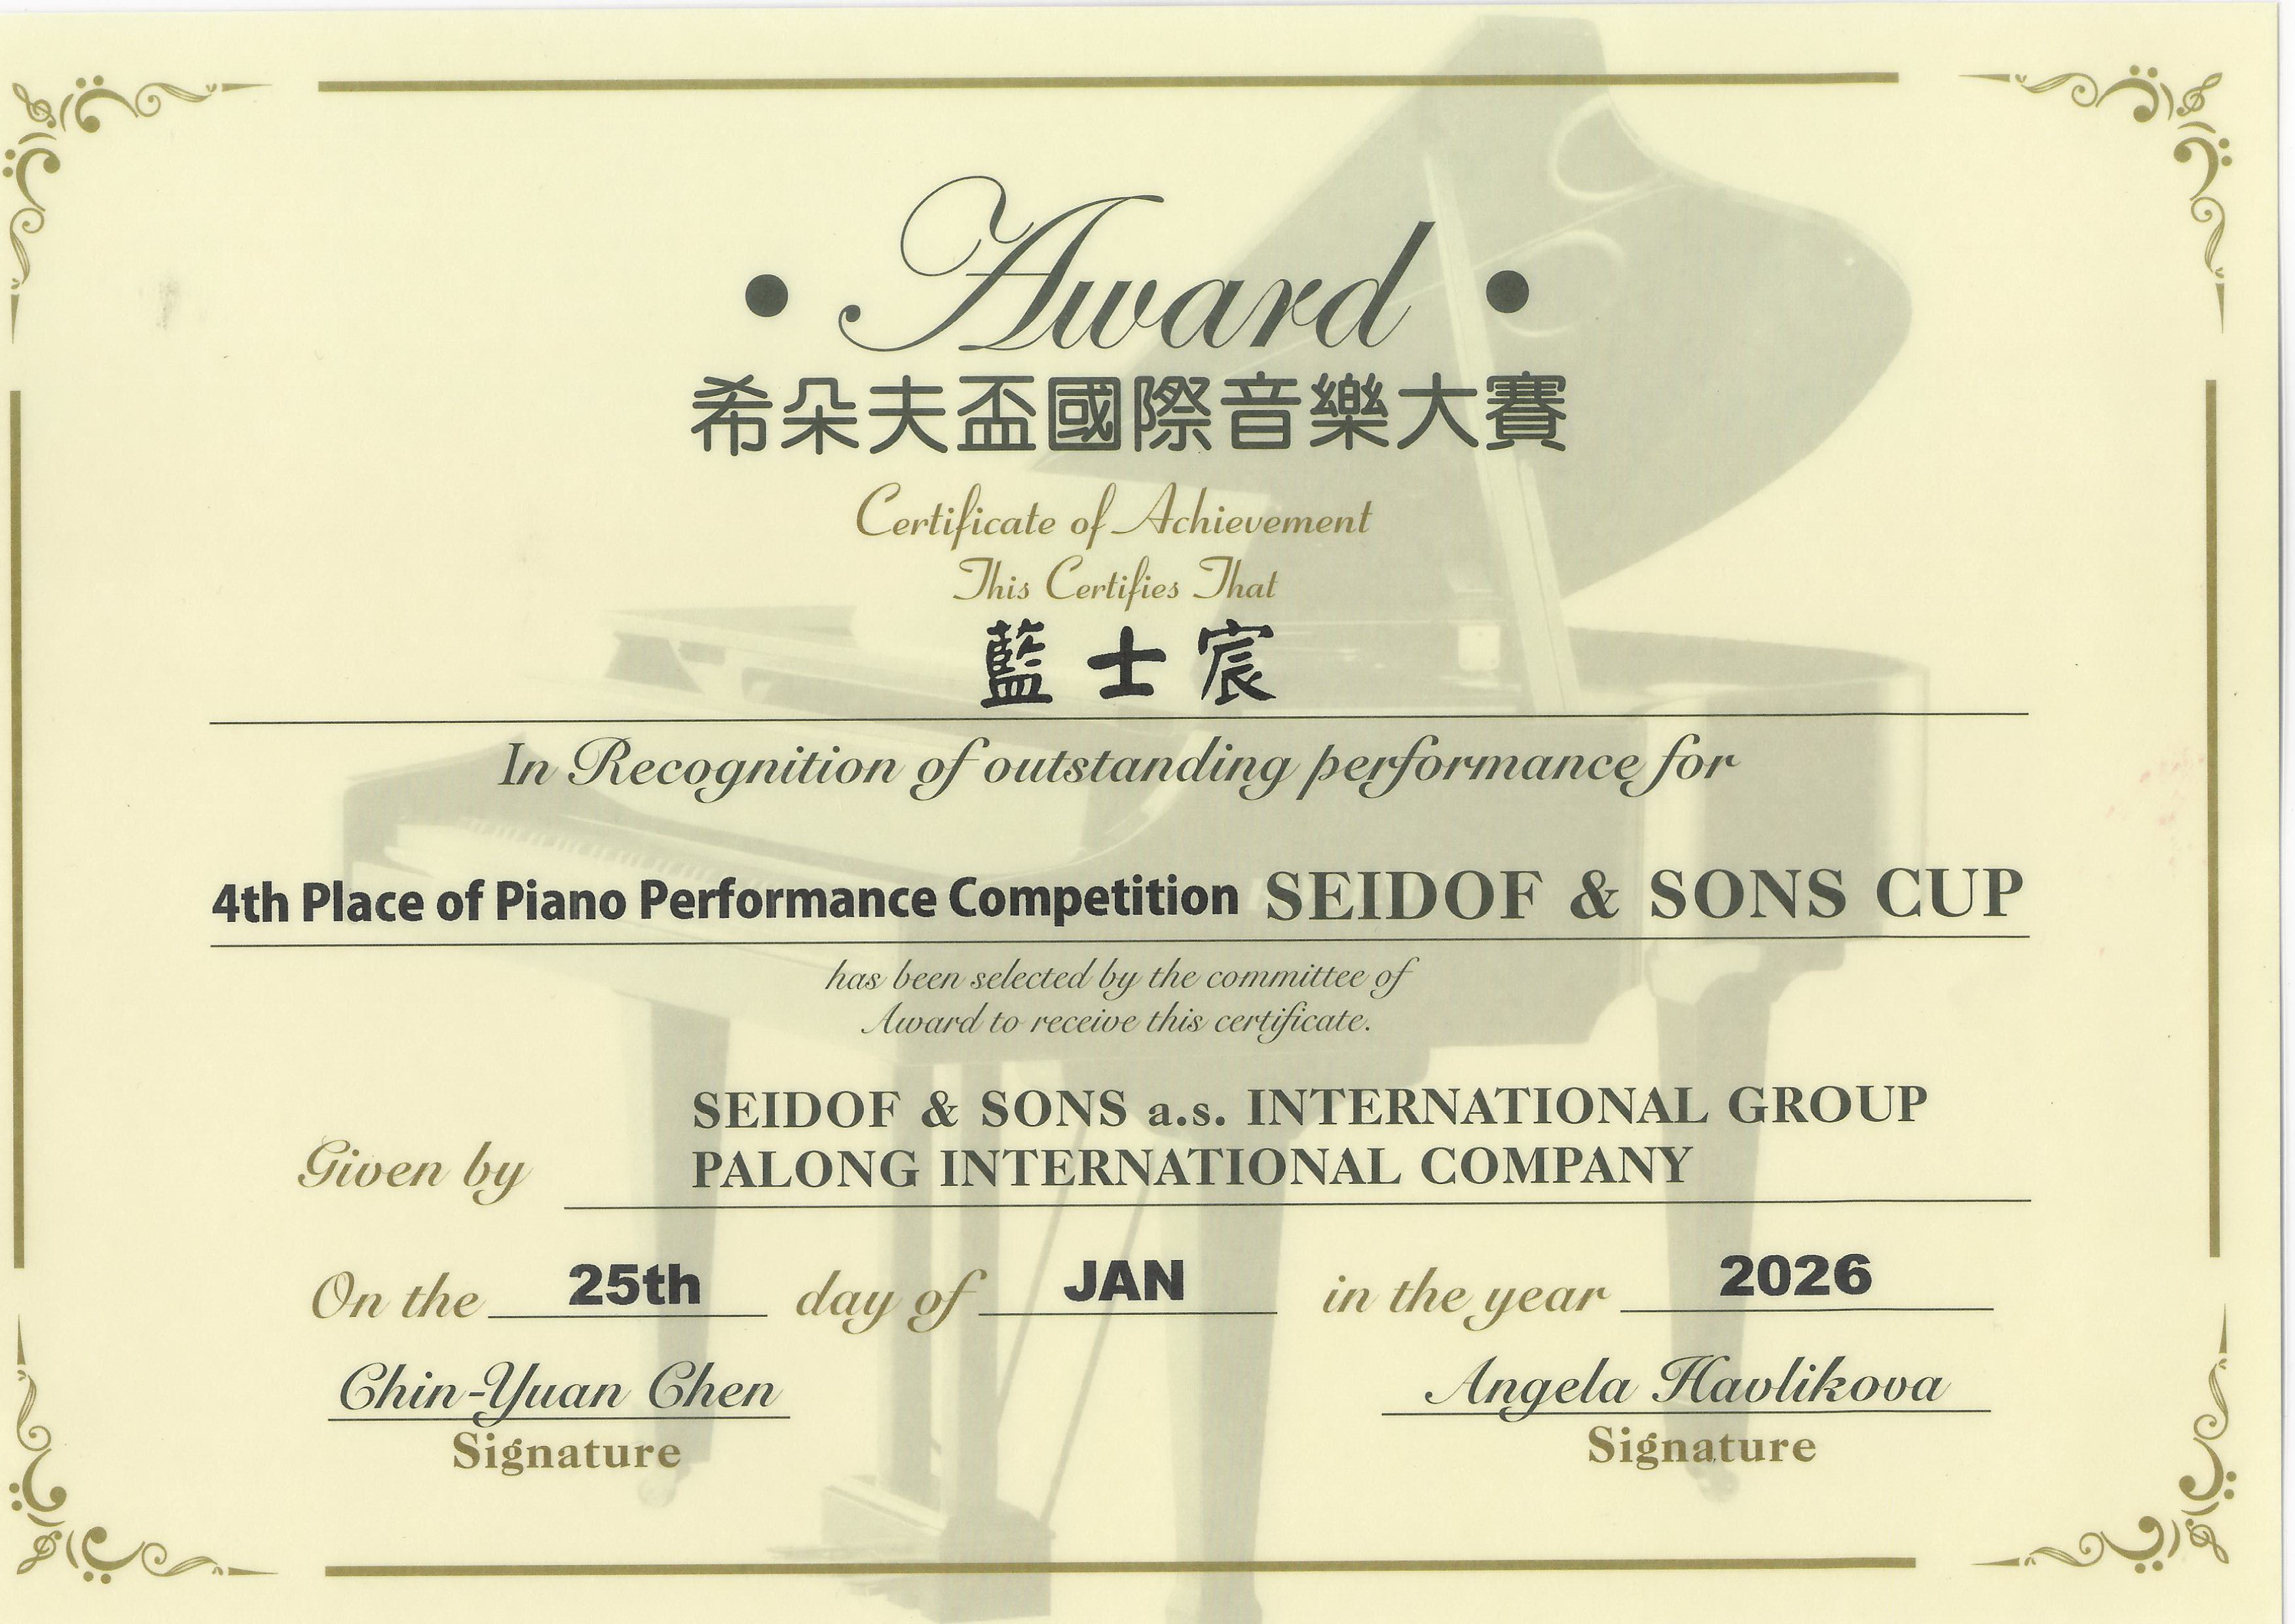 • Award •
希朵夫盃國際音樂大賽
Certificate of Achievement
This Certifies That
藍士宸
In Recognition of outstanding performance for
4th Place of Piano Performance Competition SEIDOF & SONS CUP
has been selected by the committee of
Award to receive this certificate.
SEIDOF & SONS a.s. INTERNATIONAL GROUP
Given by PALONG INTERNATIONAL COMPANY
On the 25th day of JAN in the year 2026
Chin-Yuan Chen Angela Havlikova
Signature Signature